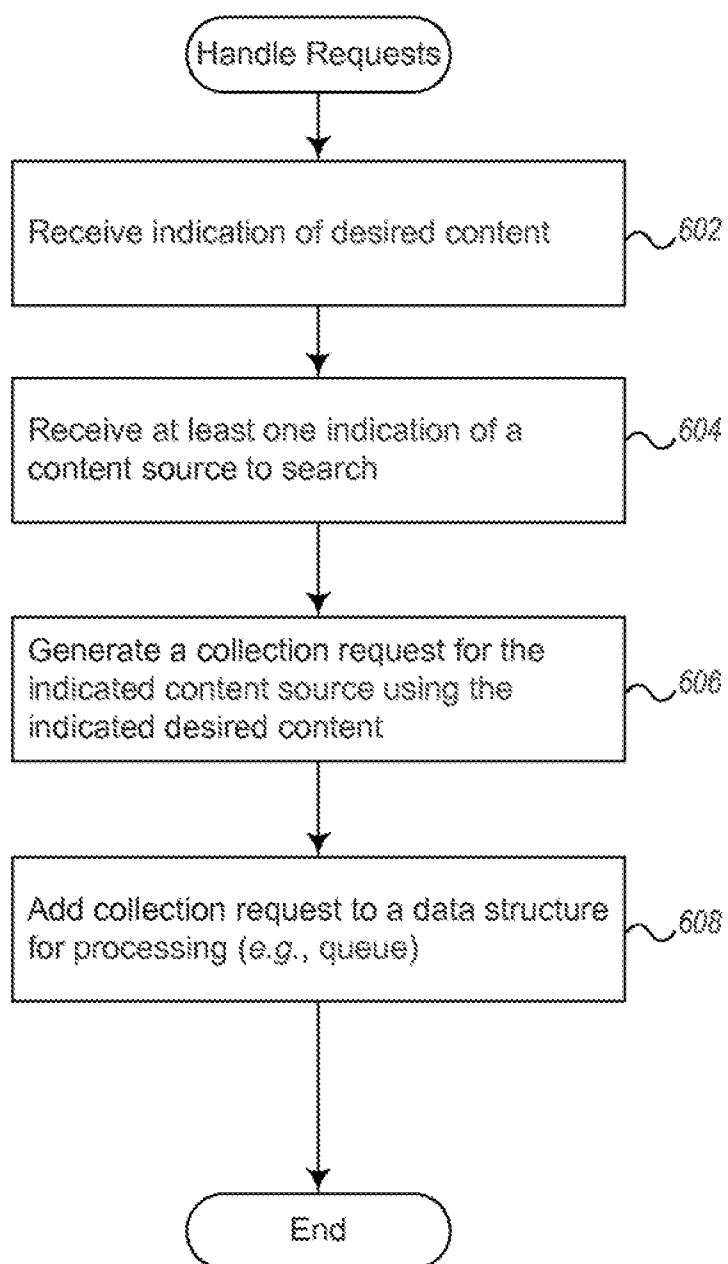 Handle Requests
Receive indication of desired content
602
Receive at least one indication of a
content source to search
604
Generate a collection request for the
indicated content source using the
indicated desired content
606
Add collection request to a data structure
for processing (e.g., queue)
608
End